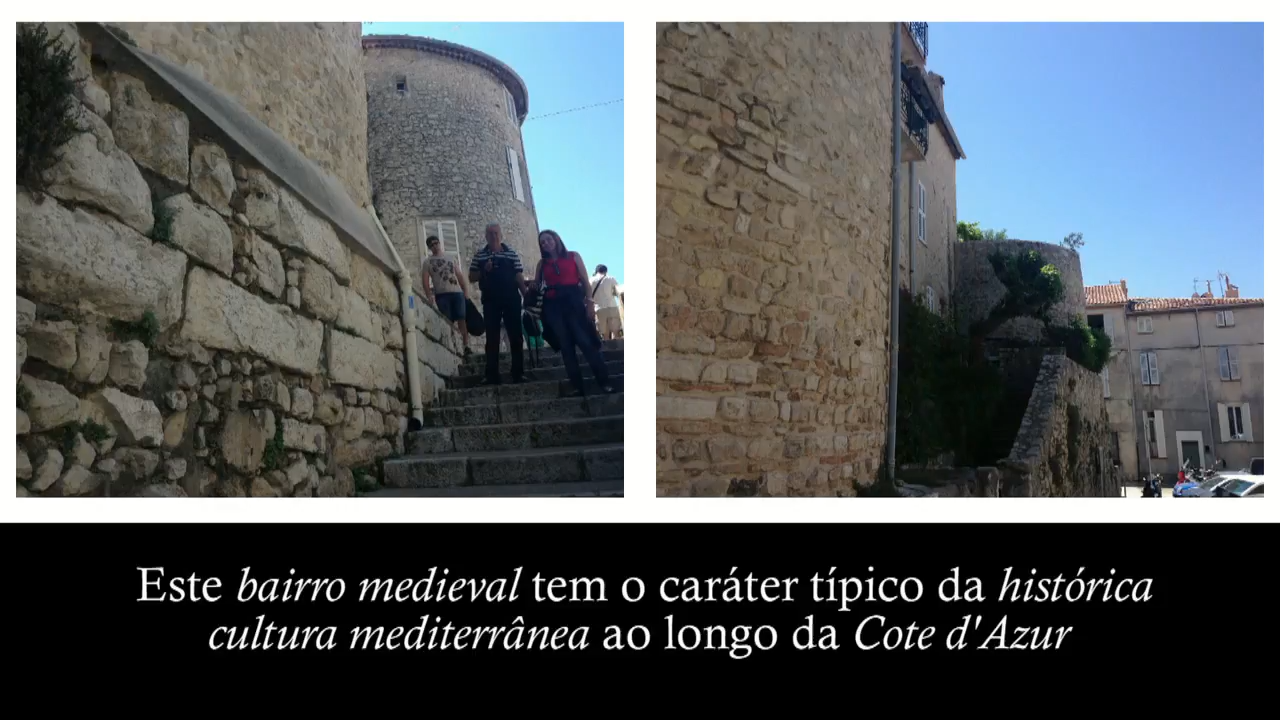 Este bairro medieval tem o caráter típico da histórica
cultura mediterrânea ao longo da Cote d'Azur